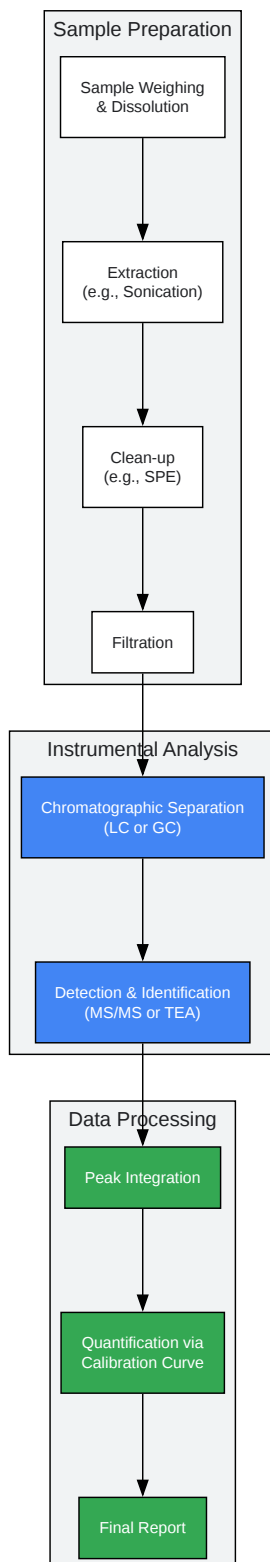 Sample Preparation
Sample Weighing
& Dissolution
Extraction
(e.g., Sonication)
Clean-up
(e.g., SPE)
Filtration
Instrumental Analysis
Chromatographic Separation
(LC or GC)
Detection & Identification
(MS/MS or TEA)
Data Processing
Peak Integration
Quantification via
Calibration Curve
Final Report